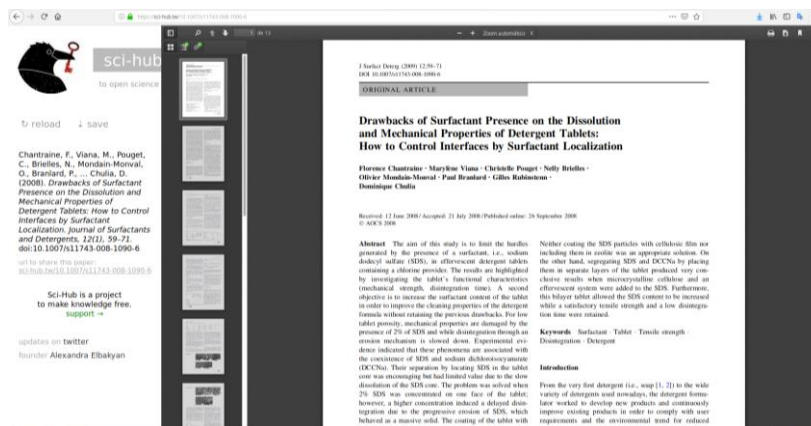 https://sci-hub.tw/10.1007/s11743-008-1090-6
sci-hub
to open science
↻ reload ↓ save
Chantraine, F., Viana, M., Pouget,
C., Brielles, N., Mondain-Monval,
O., Branlard, P., ... Chulia, D.
(2008). Drawbacks of Surfactant
Presence on the Dissolution and
Mechanical Properties of
Detergent Tablets: How to Control
Interfaces by Surfactant
Localization. Journal of Surfactants
and Detergents, 12(1), 59–71.
doi:10.1007/s11743-008-1090-6
url to share this paper:
sci-hub.tw/10.1007/s11743-008-1090-6
Sci-Hub is a project
to make knowledge free.
support →
updates on twitter
founder Alexandra Elbakyan
1 de 13
Zoom automático
J Surfact Deterg (2009) 12:59–71
DOI 10.1007/s11743-008-1090-6
ORIGINAL ARTICLE
Drawbacks of Surfactant Presence on the Dissolution
and Mechanical Properties of Detergent Tablets:
How to Control Interfaces by Surfactant Localization
Florence Chantraine · Marylène Viana · Christelle Pouget · Nelly Brielles ·
Olivier Mondain-Monval · Paul Branlard · Gilles Rubinstenn ·
Dominique Chulia
Received: 12 June 2008 / Accepted: 21 July 2008 / Published online: 26 September 2008
© AOCS 2008
Abstract The aim of this study is to limit the hurdles
generated by the presence of a surfactant, i.e., sodium
dodecyl sulfate (SDS), in effervescent detergent tablets
containing a chlorine provider. The results are highlighted
by investigating the tablet's functional characteristics
(mechanical strength, disintegration time). A second
objective is to increase the surfactant content of the tablet
in order to improve the cleaning properties of the detergent
formula without retaining the previous drawbacks. For low
tablet porosity, mechanical properties are damaged by the
presence of 2% of SDS and while disintegration through an
erosion mechanism is slowed down. Experimental evi-
dence indicated that these phenomena are associated with
the coexistence of SDS and sodium dichloroisocyanurate
(DCCNa). Their separation by locating SDS in the tablet
core was encouraging but had limited value due to the slow
dissolution of the SDS core. The problem was solved when
2% SDS was concentrated on one face of the tablet;
however, a higher concentration induced a delayed disin-
tegration due to the progressive erosion of SDS, which
behaved as a massive solid. The coating of the tablet with
Neither coating the SDS particles with cellulosic film nor
including them in zeolite was an appropriate solution. On
the other hand, segregating SDS and DCCNa by placing
them in separate layers of the tablet produced very con-
clusive results when microcrystalline cellulose and an
effervescent system were added to the SDS. Furthermore,
this bilayer tablet allowed the SDS content to be increased
while a satisfactory tensile strength and a low disintegra-
tion time were retained.
Keywords Surfactant · Tablet · Tensile strength ·
Disintegration · Detergent
Introduction
From the very first detergent (i.e., soap [1, 2]) to the wide
variety of detergents used nowadays, the detergent formu-
lator worked to develop new products and continuously
improve existing products in order to comply with user
requirements and the environmental trend for reduced